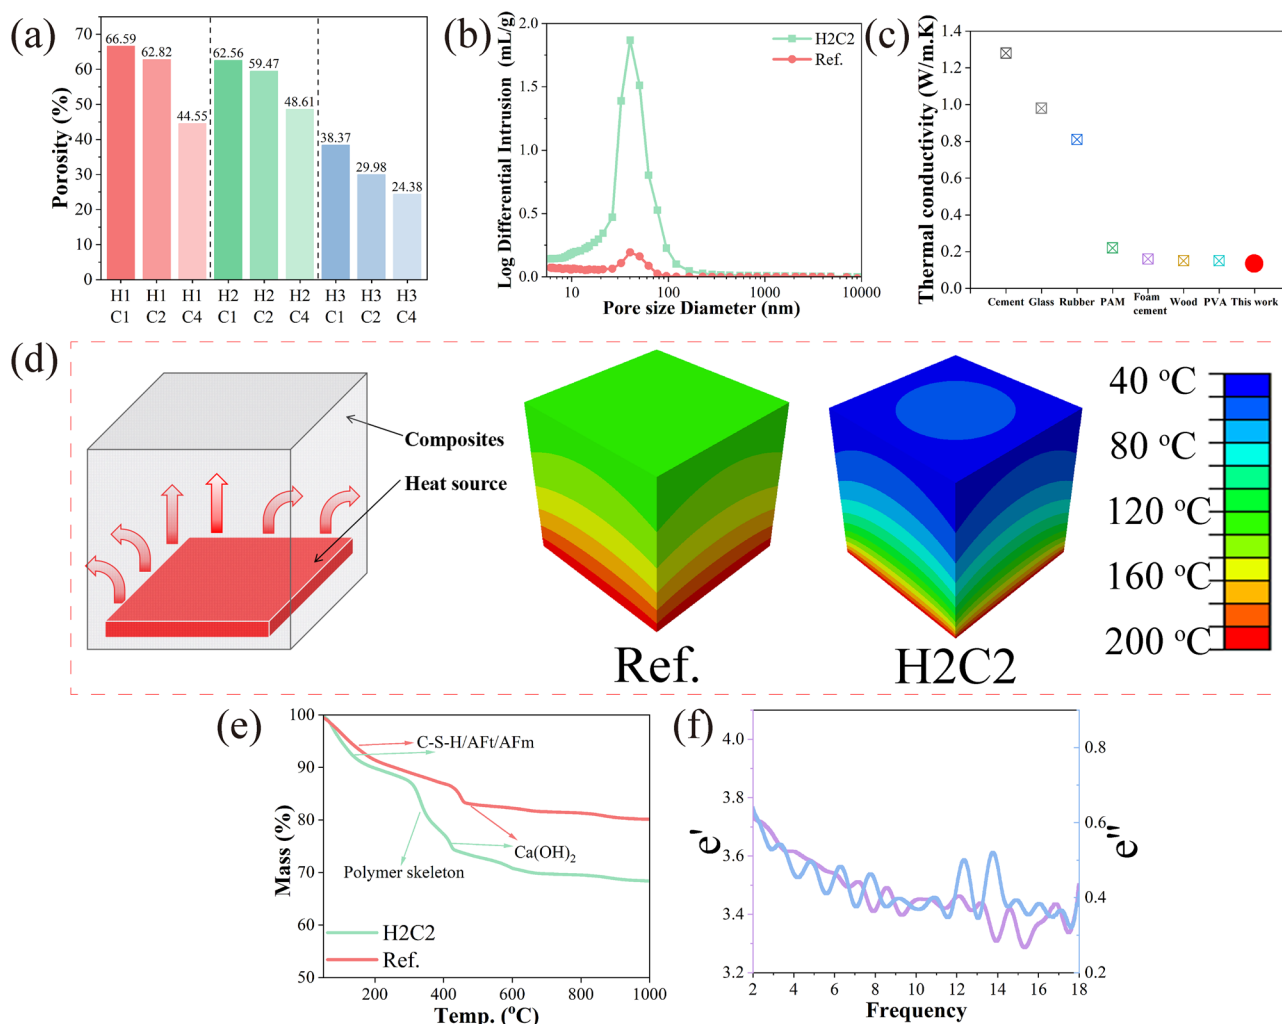 (a)
Porosity (%)
70
60
50
40
30
20
10
0
66.59
62.82
44.55
62.56
59.47
48.61
38.37
29.98
24.38
H1 H1 H1 H2 H2 H2 H3 H3 H3
C1 C2 C4 C1 C2 C4 C1 C2 C4
(b)
Log Differential Intrusion (mL/g)
2.0
1.5
1.0
0.5
0.0
H2C2
Ref.
10 100 1000 10000
Pore size Diameter (nm)
(c)
Thermal conductivity (W/m.K)
1.4
1.2
1.0
0.8
0.6
0.4
0.2
0.0
Cement Glass Rubber PAM Foam cement Wood PVA This work
(d)
Composites
Heat source
Ref.
H2C2
40 °C
80 °C
120 °C
160 °C
200 °C
(e)
Mass (%)
100
90
80
70
60
50
C-S-H/AFt/AFm
Ca(OH)2
Polymer skeleton
H2C2
Ref.
200 400 600 800 1000
Temp. (°C)
(f)
e'
4.0
3.8
3.6
3.4
3.2
e"
0.8
0.6
0.4
0.2
2 4 6 8 10 12 14 16 18
Frequency